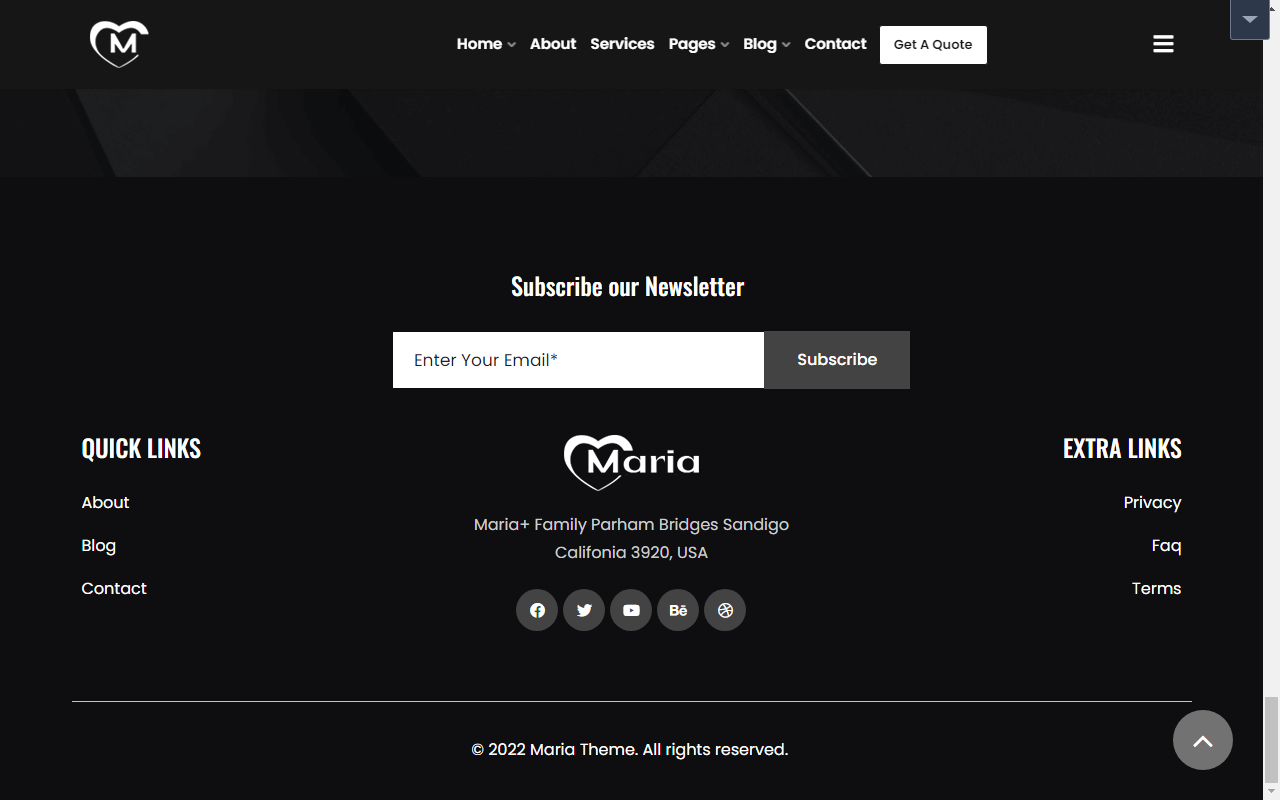 M
Home About Services Pages Blog Contact Get A Quote
Subscribe our Newsletter
Enter Your Email* Subscribe
QUICK LINKS
About
Blog
Contact
Maria
Maria+ Family Parham Bridges Sandigo
Califonia 3920, USA
Bē
EXTRA LINKS
Privacy
Faq
Terms
© 2022 Maria Theme. All rights reserved.